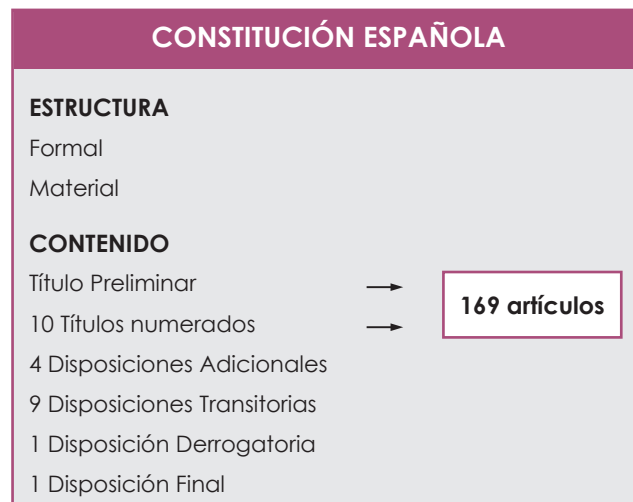 CONSTITUCIÓN ESPAÑOLA
ESTRUCTURA
Formal
Material
CONTENIDO
Título Preliminar
10 Títulos numerados
169 artículos
4 Disposiciones Adicionales
9 Disposiciones Transitorias
1 Disposición Derrogatoria
1 Disposición Final